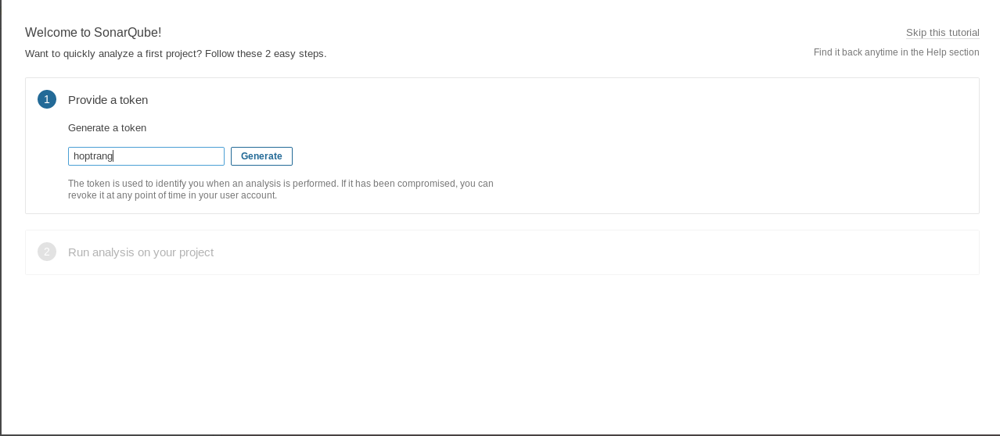 Welcome to SonarQube!
Skip this tutorial
Want to quickly analyze a first project? Follow these 2 easy steps.
Find it back anytime in the Help section
1 Provide a token
Generate a token
hoptrang Generate
The token is used to identify you when an analysis is performed. If it has been compromised, you can
revoke it at any point of time in your user account.
2 Run analysis on your project